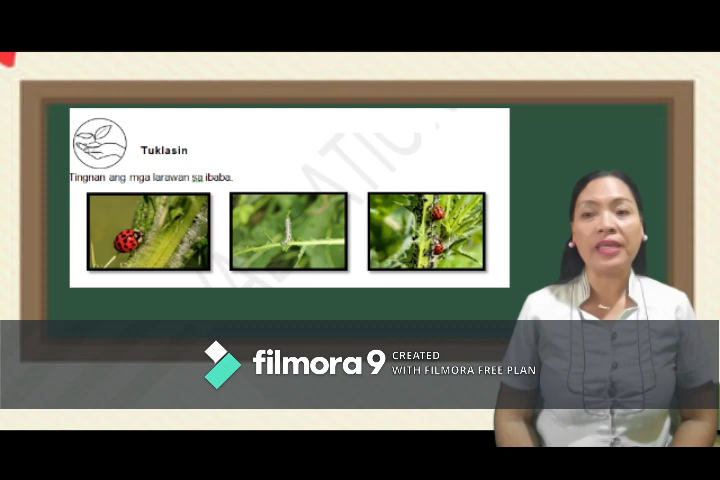 Tuklasin
Tingnan ang mga larawan sa ibaba.
filmora 9 CREATED
WITH FILMORA FREE PLAN